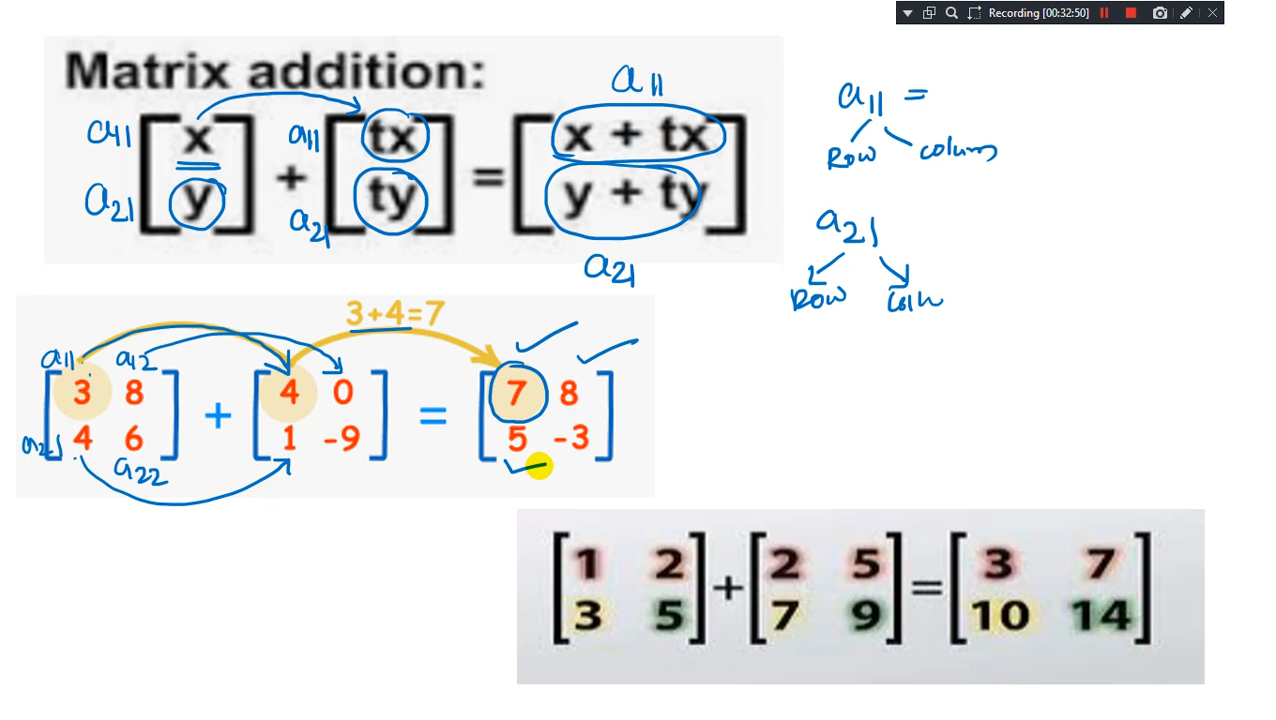 Recording [00:32:50]
Matrix addition:
a11
a11 =
Row column
a11 [x] a11 [tx] [x + tx]
a21 [y] + a21 [ty] = [y + ty]
a21
a21
Row
3+4=7
a11 a12
[3 8] [4 0] [7 8]
a21 [4 6] + [1 -9] = [5 -3]
a22
[1 2] [2 5] [3 7]
[3 5] + [7 9] = [10 14]